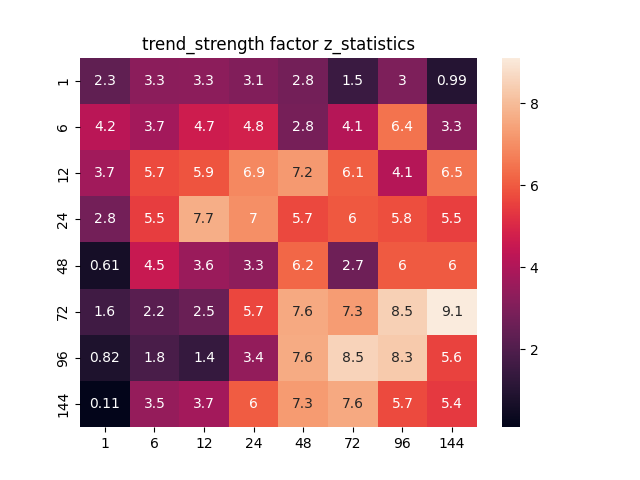 trend_strength factor z_statistics
1 2.3 3.3 3.3 3.1 2.8 1.5 3 0.99
6 4.2 3.7 4.7 4.8 2.8 4.1 6.4 3.3
12 3.7 5.7 5.9 6.9 7.2 6.1 4.1 6.5
24 2.8 5.5 7.7 7 5.7 6 5.8 5.5
48 0.61 4.5 3.6 3.3 6.2 2.7 6 6
72 1.6 2.2 2.5 5.7 7.6 7.3 8.5 9.1
96 0.82 1.8 1.4 3.4 7.6 8.5 8.3 5.6
144 0.11 3.5 3.7 6 7.3 7.6 5.7 5.4
1 6 12 24 48 72 96 144
8
6
4
2